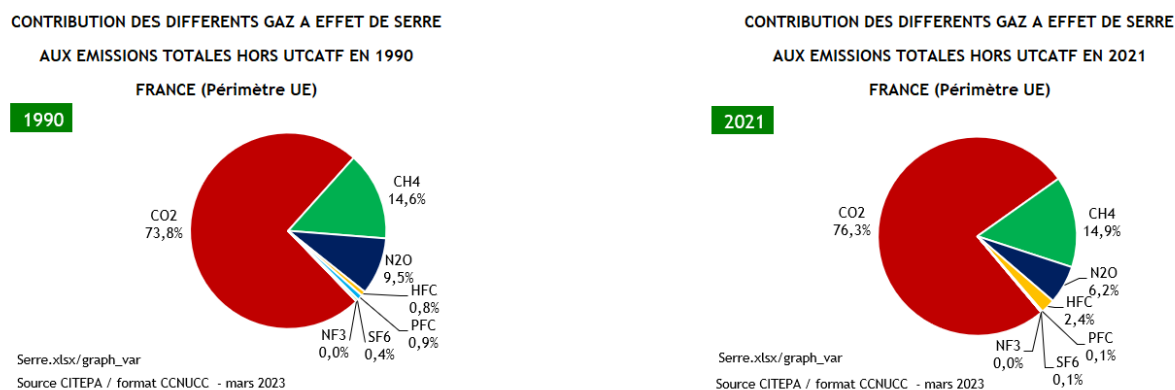 CONTRIBUTION DES DIFFERENTS GAZ A EFFET DE SERRE
AUX EMISSIONS TOTALES HORS UTCATF EN 1990
FRANCE (Périmètre UE)
1990
CH4
14,6%
CO2
73,8%
N2O
9,5%
HFC
0,8%
PFC
0,9%
SF6
0,4%
NF3
0,0%
Serre.xlsx/graph_var
Source CITEPA / format CCNUCC - mars 2023
CONTRIBUTION DES DIFFERENTS GAZ A EFFET DE SERRE
AUX EMISSIONS TOTALES HORS UTCATF EN 2021
FRANCE (Périmètre UE)
2021
CH4
14,9%
CO2
76,3%
N2O
6,2%
HFC
2,4%
PFC
0,1%
NF3
0,0%
SF6
0,1%
Serre.xlsx/graph_var
Source CITEPA / format CCNUCC - mars 2023